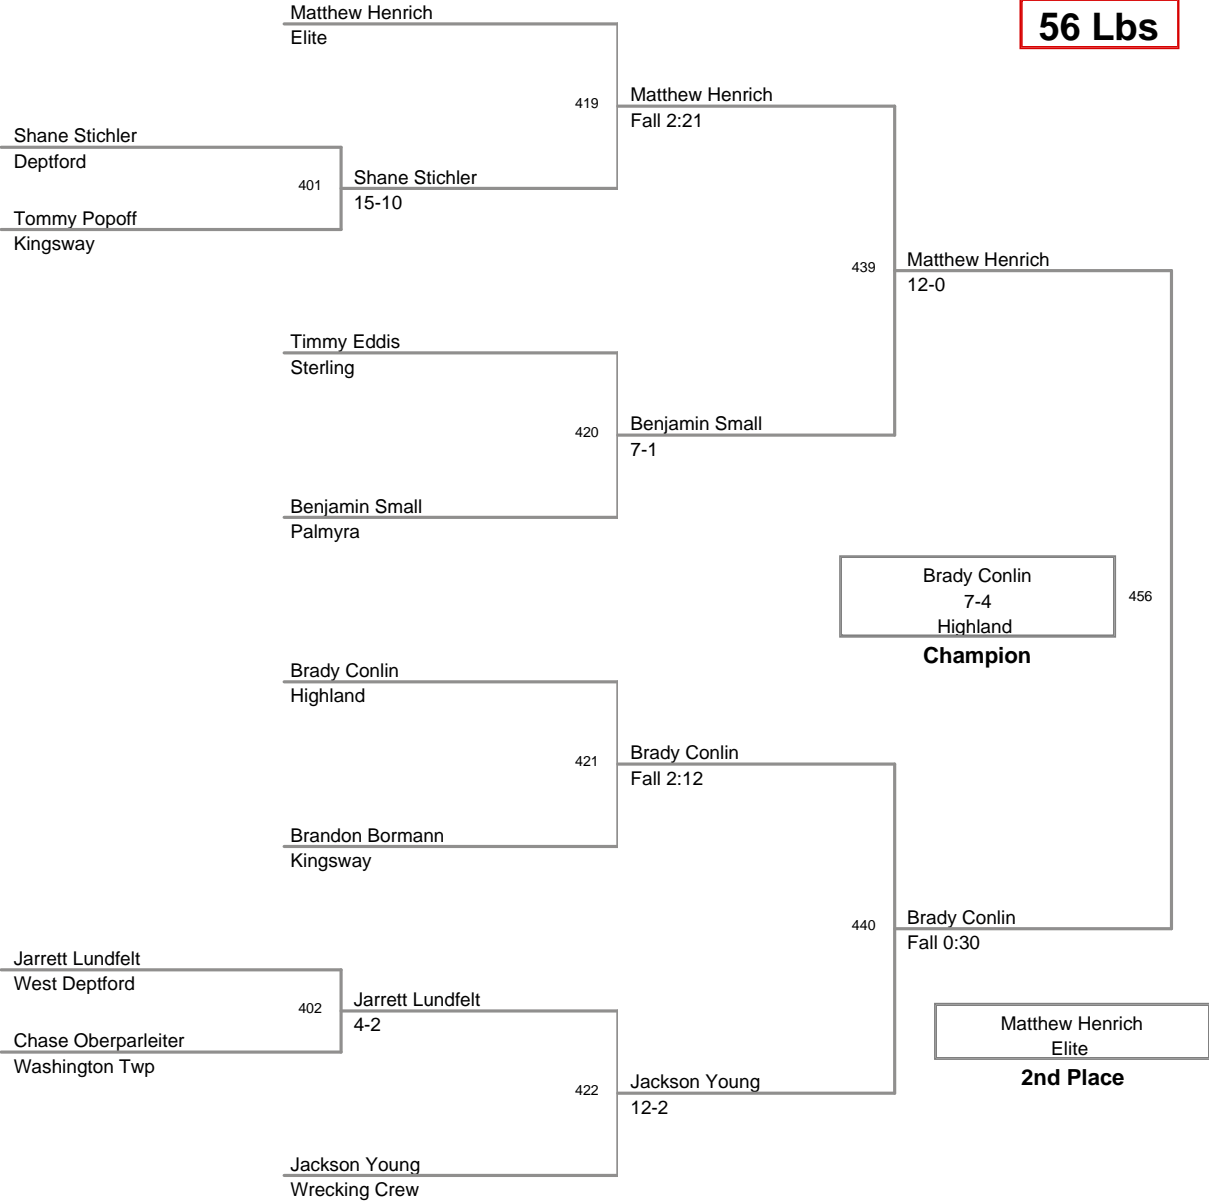 Matthew Henrich
Elite
56 Lbs
419
Matthew Henrich
Fall 2:21
Shane Stichler
Deptford
401
Shane Stichler
15-10
Tommy Popoff
Kingsway
439
Matthew Henrich
12-0
Timmy Eddis
Sterling
420
Benjamin Small
7-1
Benjamin Small
Palmyra
Brady Conlin
7-4
Highland
456
Champion
Brady Conlin
Highland
421
Brady Conlin
Fall 2:12
Brandon Bormann
Kingsway
440
Brady Conlin
Fall 0:30
Jarrett Lundfelt
West Deptford
402
Jarrett Lundfelt
4-2
Chase Oberparleiter
Washington Twp
Matthew Henrich
Elite
2nd Place
422
Jackson Young
12-2
Jackson Young
Wrecking Crew